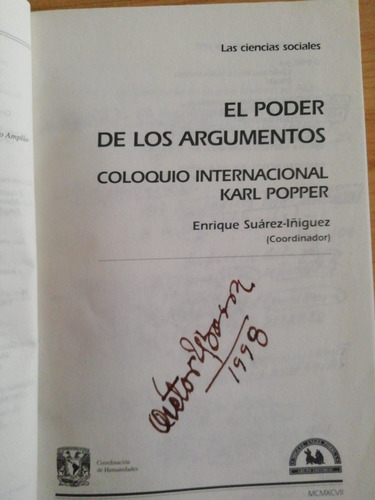 o Amplio
Las ciencias sociales
EL PODER
DE LOS ARGUMENTOS
COLOQUIO INTERNACIONAL
KARL POPPER
Enrique Suárez-Iñiguez
(Coordinador)
1998
Coordinación
de Humanidades
MCMXCVII